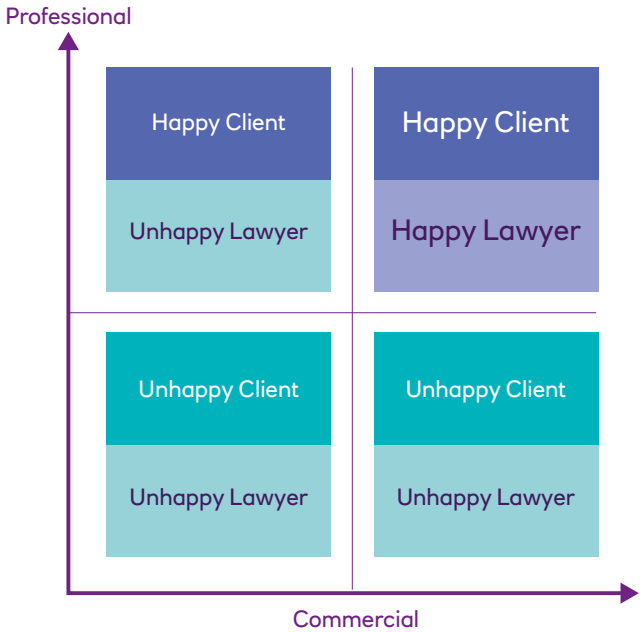 Professional
Happy Client
Happy Client
Unhappy Lawyer
Happy Lawyer
Unhappy Client
Unhappy Client
Unhappy Lawyer
Unhappy Lawyer
Commercial